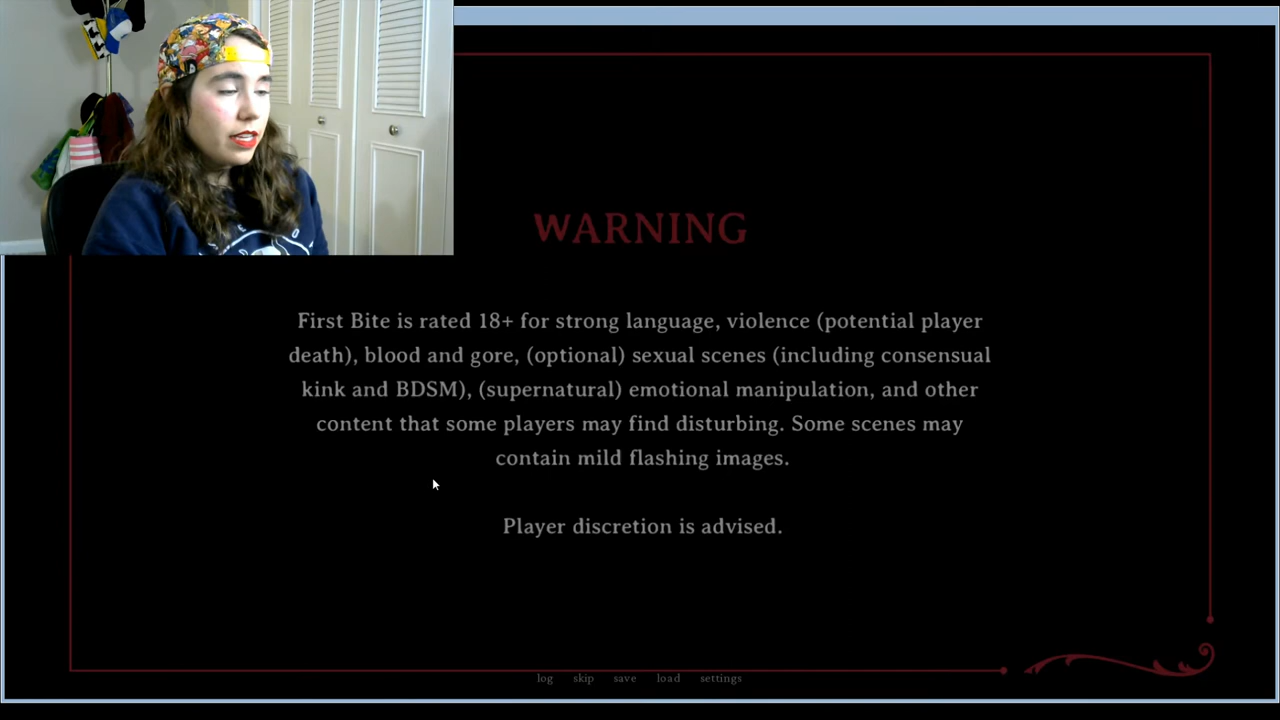 WARNING
First Bite is rated 18+ for strong language, violence (potential player
death), blood and gore, (optional) sexual scenes (including consensual
kink and BDSM), (supernatural) emotional manipulation, and other
content that some players may find disturbing. Some scenes may
contain mild flashing images.
Player discretion is advised.
log skip save load settings